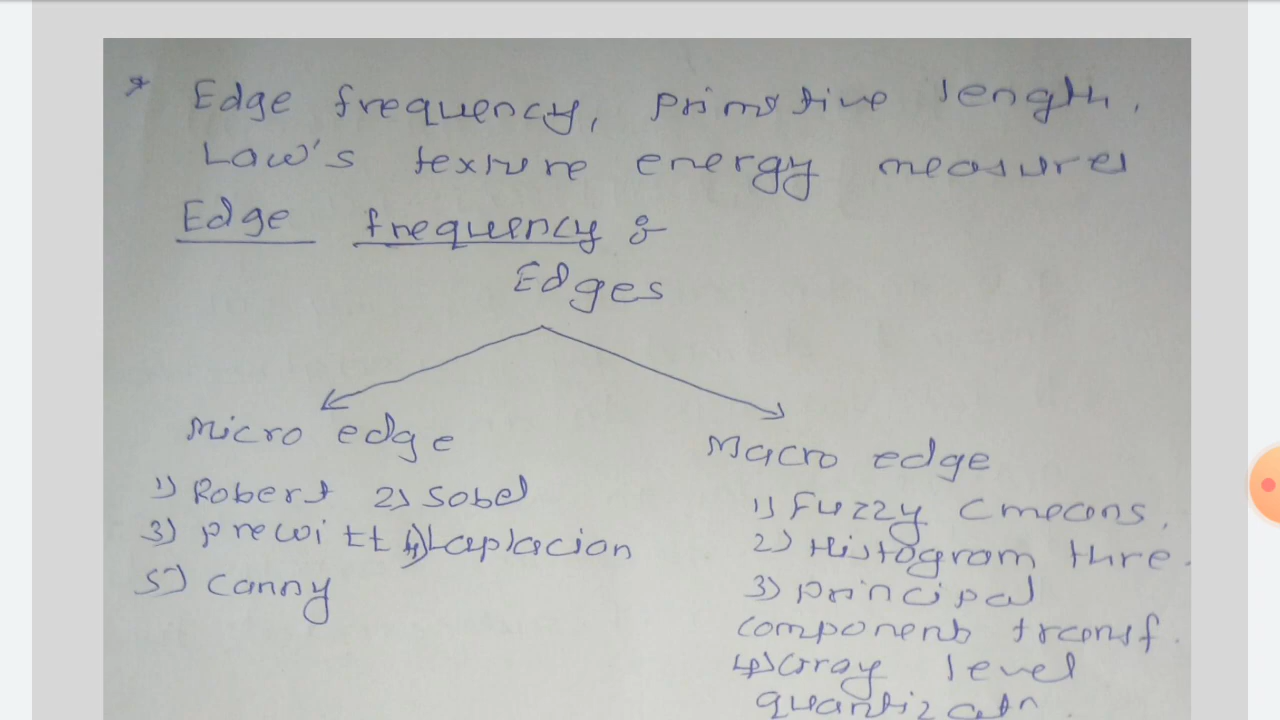 * Edge frequency, primitive length,
Law's texture energy measures
Edge frequency :
Edges
Micro edge
1) Robert 2) Sobel
3) prewitt 4) Laplacian
5) Canny
Macro edge
1) Fuzzy Cmeans,
2) Histogram thre.
3) principal
component transf.
4) Gray level
quantizatn.